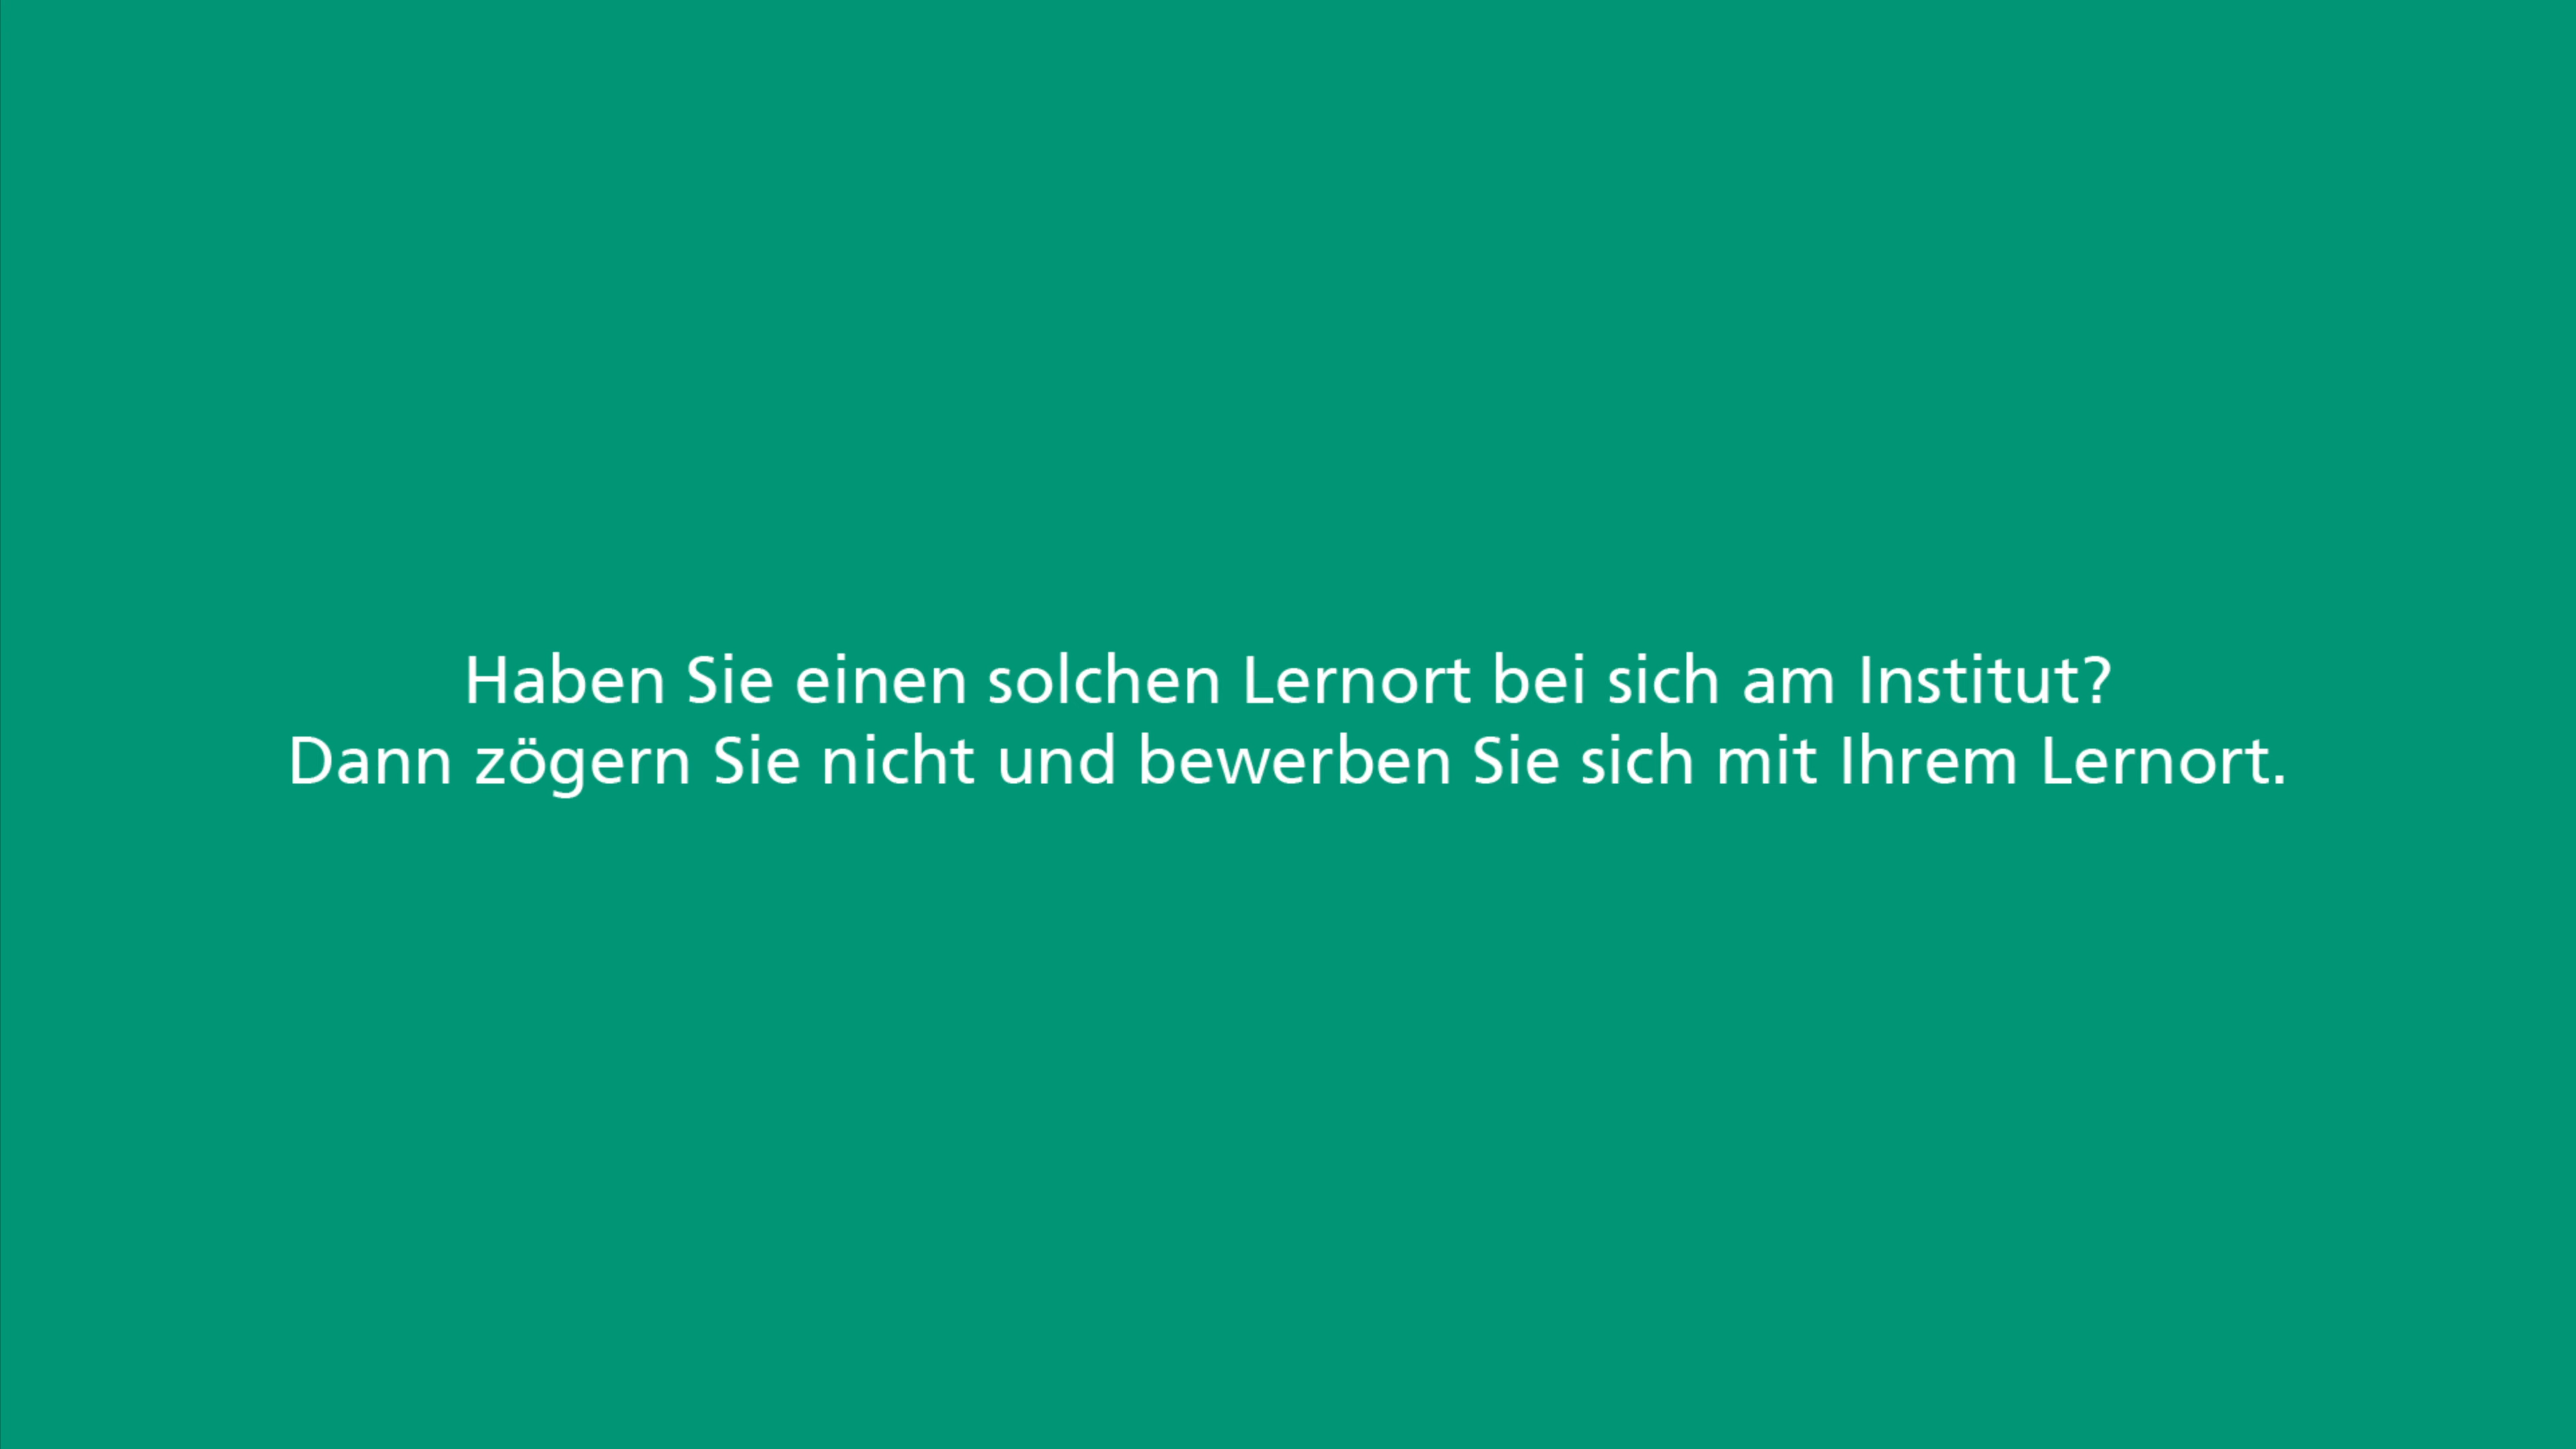 Haben Sie einen solchen Lernort bei sich am Institut?
Dann zögern Sie nicht und bewerben Sie sich mit Ihrem Lernort.